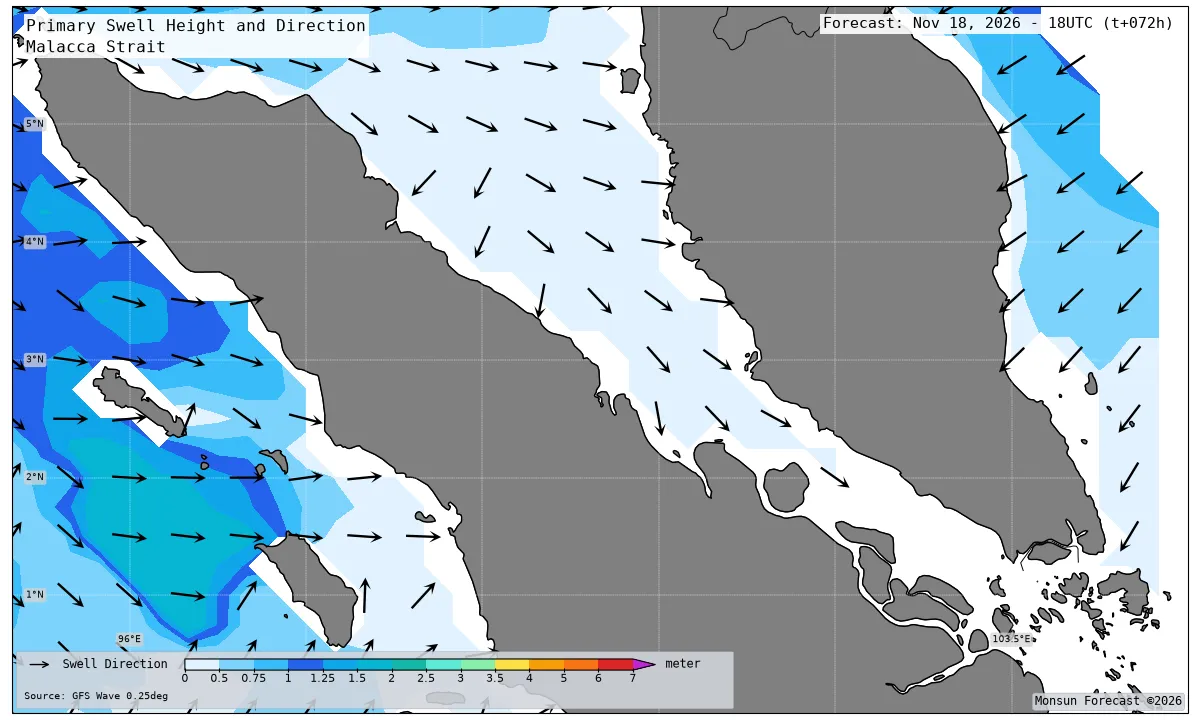 Primary Swell Height and Direction
Malacca Strait
Forecast: Nov 18, 2026 - 18UTC (t+072h)
5°N
4°N
3°N
2°N
1°N
96°E
103.5°E
Swell Direction
0 0.5 0.75 1 1.25 1.5 2 2.5 3 3.5 4 5 6 7
meter
Source: GFS Wave 0.25deg
Monsun Forecast ©2026